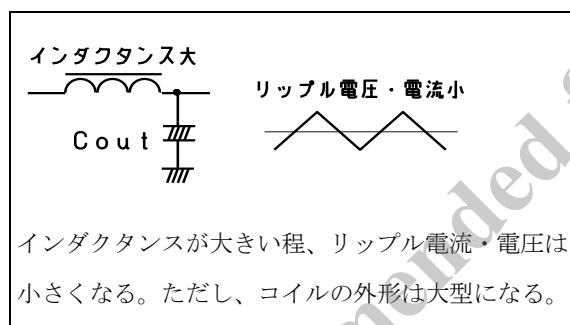 インダクタンス大
リップル電圧・電流小
Cout
インダクタンスが大きい程、リップル電流・電圧は
小さくなる。ただし、コイルの外形は大型になる。
mended